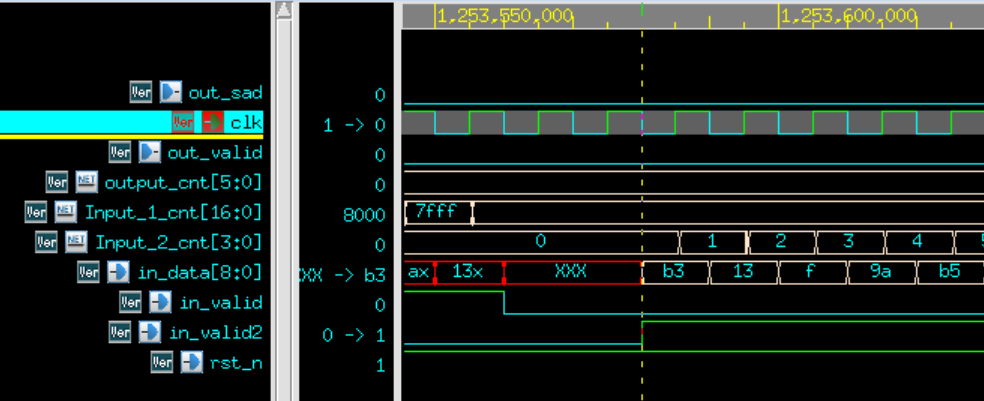 1,253,550,000 1,253,600,000
Ver out_sad 0
Ver clk 1 -> 0
Ver out_valid 0
Ver NET output_cnt[5:0] 0
Ver NET Input_1_cnt[16:0] 8000 7fff
Ver NET Input_2_cnt[3:0] 0 0 1 2 3 4
Ver in_data[8:0] XX -> b3 ax 13x XXX b3 13 f 9a b5
Ver in_valid 0
Ver in_valid2 0 -> 1
Ver rst_n 1